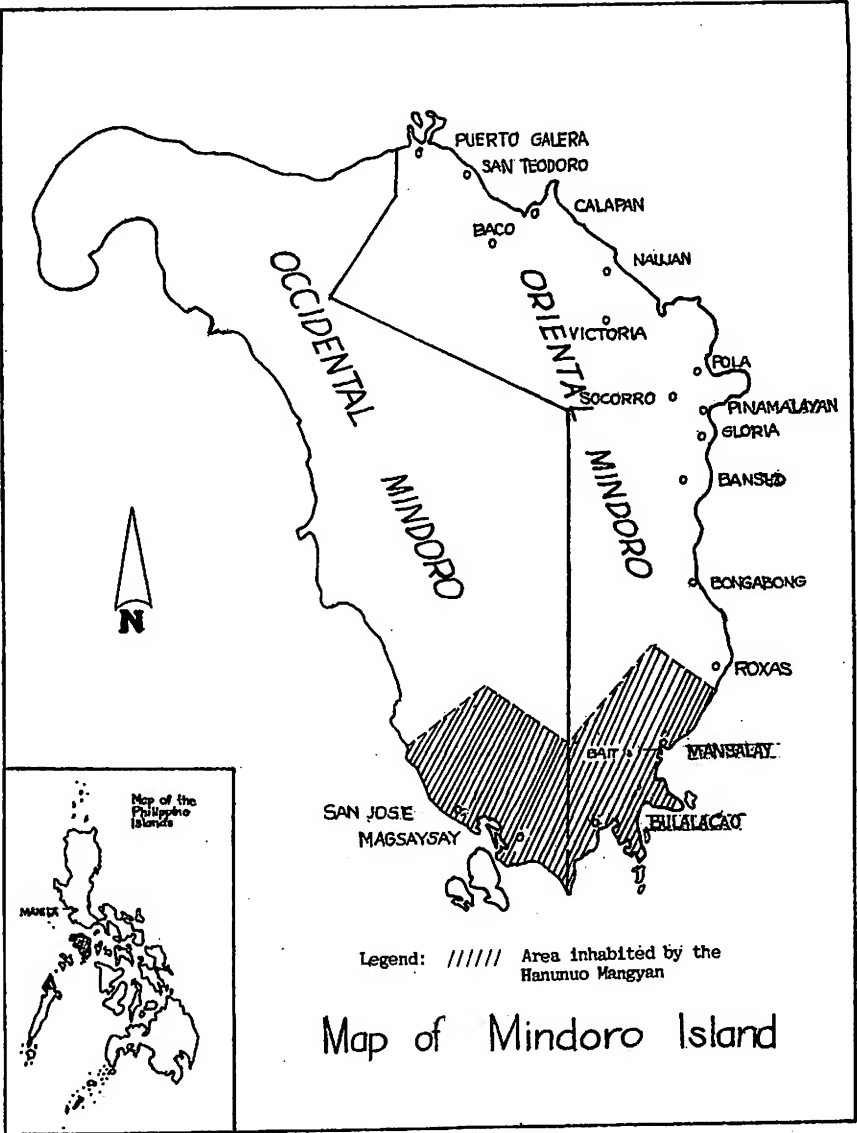 PUERTO GALERA
SAN TEODORO
CALAPAN
BACO
NAUJAN
OCCIDENTAL
MINDORO
ORIENTAL
MINDORO
VICTORIA
POLA
SOCORRO
PINAMALAYAN
GLORIA
BANSUD
BONGABONG
N
ROXAS
BAIT
MANSALAY
SAN JOSE
MAGSAYSAY
BULALACAO
Map of the
Philippine
Islands
MANILA
Legend: ////// Area inhabited by the
Hanunuo Mangyan
Map of Mindoro Island